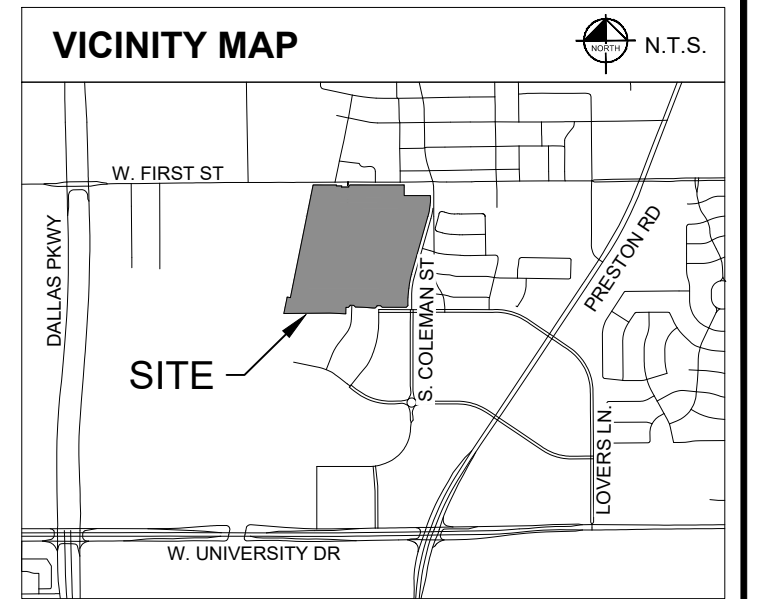 VICINITY MAP
NORTH
N.T.S.
W. FIRST ST
DALLAS PKWY
PRESTON RD
S. COLEMAN ST
SITE
LOVERS LN.
W. UNIVERSITY DR